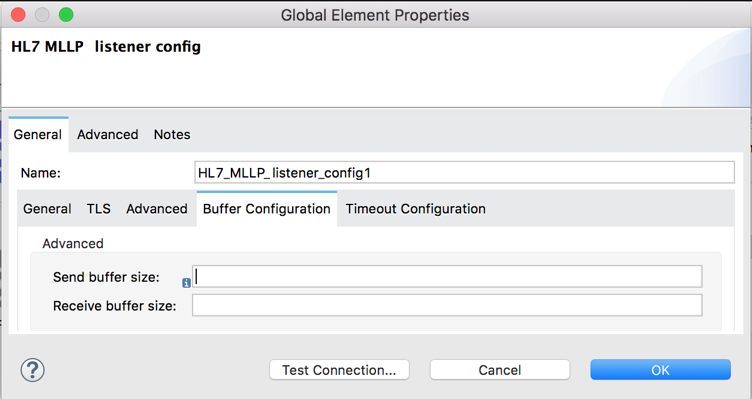 Global Element Properties
HL7 MLLP listener config
General Advanced Notes
Name: HL7_MLLP_listener_config1
General TLS Advanced Buffer Configuration Timeout Configuration
Advanced
Send buffer size:
Receive buffer size:
? Test Connection... Cancel OK